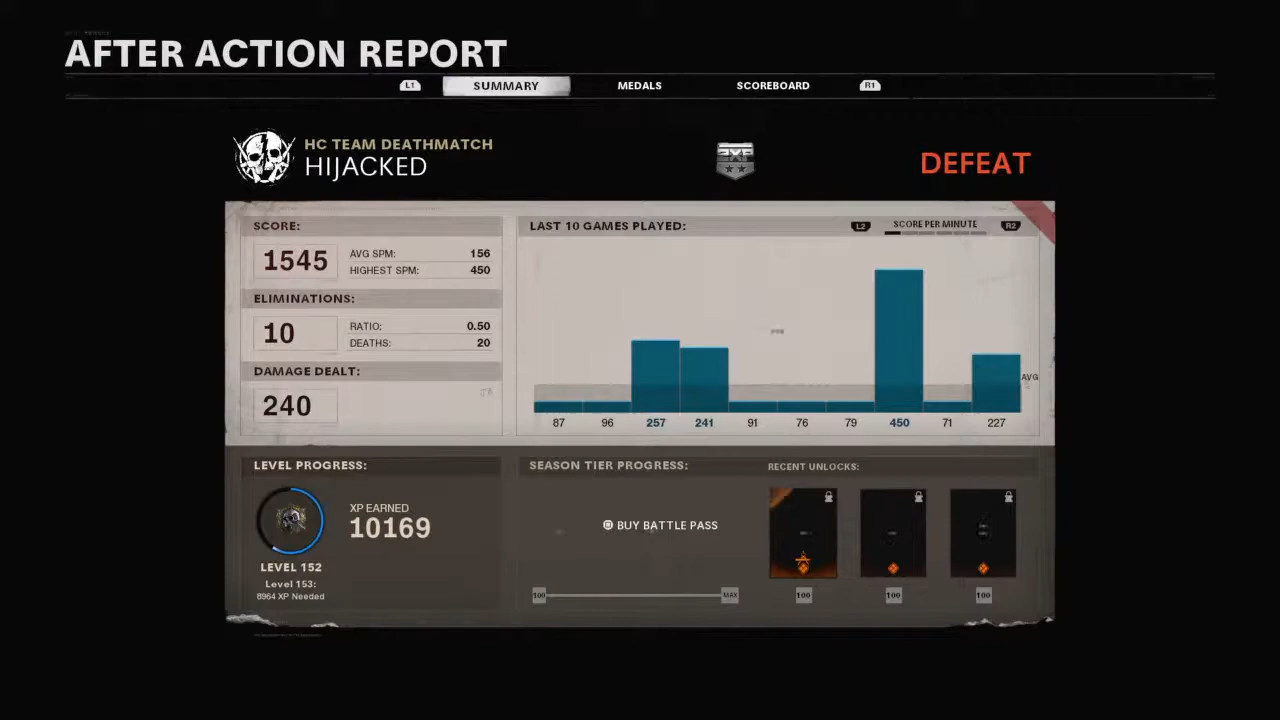 AFTER ACTION REPORT
L1 SUMMARY MEDALS SCOREBOARD R1
HC TEAM DEATHMATCH
HIJACKED
2XP
DEFEAT
SCORE:
1545
AVG SPM: 156
HIGHEST SPM: 450
ELIMINATIONS:
10
RATIO: 0.50
DEATHS: 20
DAMAGE DEALT:
240
LAST 10 GAMES PLAYED:
L2 SCORE PER MINUTE R2
AVG
87 96 257 241 91 76 79 450 71 227
LEVEL PROGRESS:
XP EARNED
10169
LEVEL 152
Level 153:
8964 XP Needed
SEASON TIER PROGRESS:
BUY BATTLE PASS
100 MAX
RECENT UNLOCKS:
100 100 100